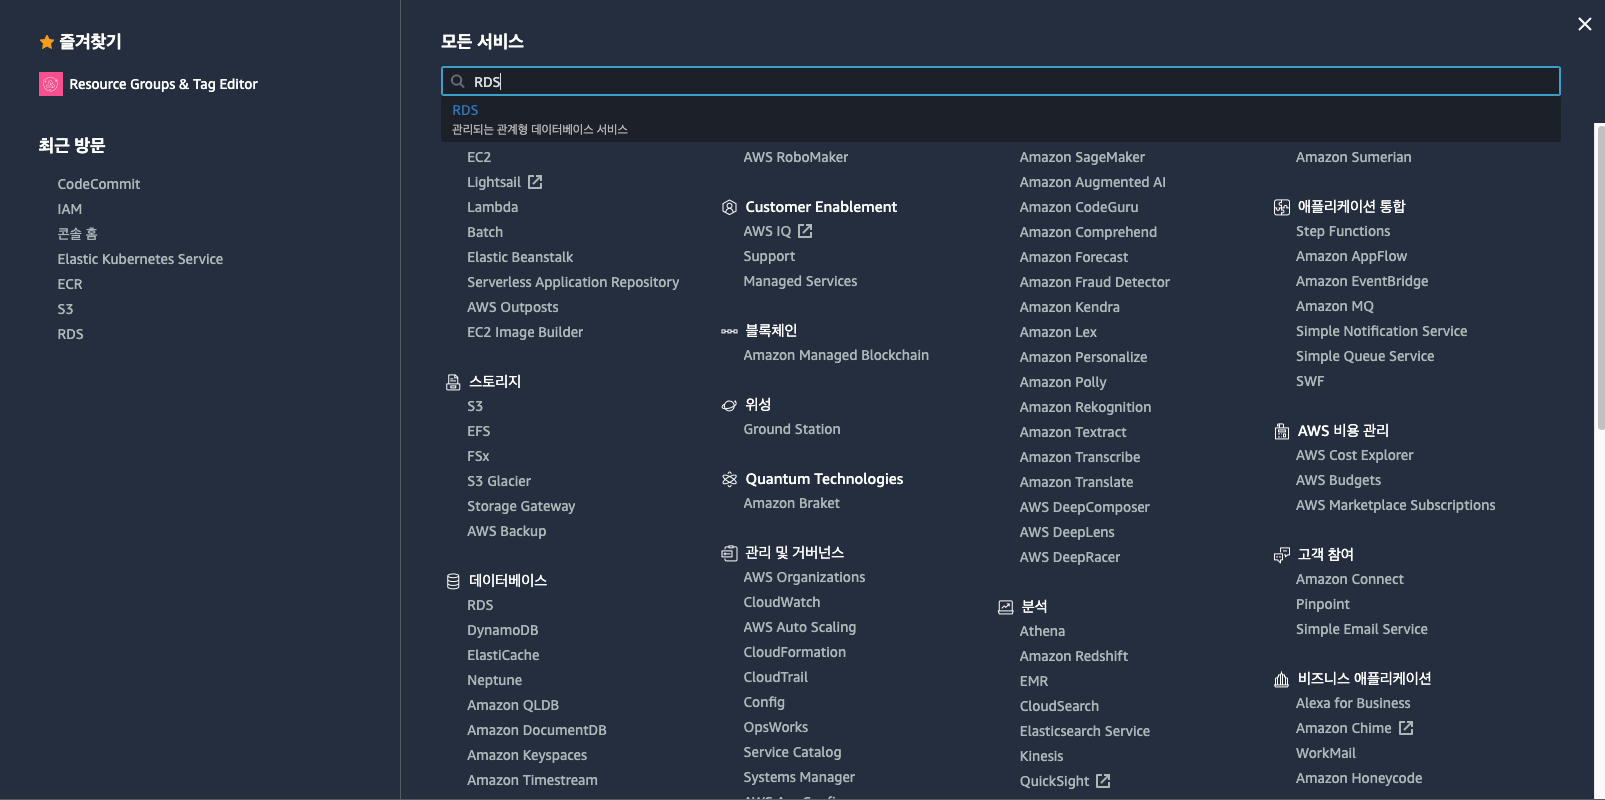 즐겨찾기
Resource Groups & Tag Editor
최근 방문
CodeCommit
IAM
콘솔 홈
Elastic Kubernetes Service
ECR
S3
RDS
모든 서비스
RDS
RDS
관리되는 관계형 데이터베이스 서비스
EC2
Lightsail
Lambda
Batch
Elastic Beanstalk
Serverless Application Repository
AWS Outposts
EC2 Image Builder
스토리지
S3
EFS
FSx
S3 Glacier
Storage Gateway
AWS Backup
데이터베이스
RDS
DynamoDB
ElastiCache
Neptune
Amazon QLDB
Amazon DocumentDB
Amazon Keyspaces
Amazon Timestream
AWS RoboMaker
Customer Enablement
AWS IQ
Support
Managed Services
블록체인
Amazon Managed Blockchain
위성
Ground Station
Quantum Technologies
Amazon Braket
관리 및 거버넌스
AWS Organizations
CloudWatch
AWS Auto Scaling
CloudFormation
CloudTrail
Config
OpsWorks
Service Catalog
Systems Manager
Amazon SageMaker
Amazon Augmented AI
Amazon CodeGuru
Amazon Comprehend
Amazon Forecast
Amazon Fraud Detector
Amazon Kendra
Amazon Lex
Amazon Personalize
Amazon Polly
Amazon Rekognition
Amazon Textract
Amazon Transcribe
Amazon Translate
AWS DeepComposer
AWS DeepLens
AWS DeepRacer
분석
Athena
Amazon Redshift
EMR
CloudSearch
Elasticsearch Service
Kinesis
QuickSight
Amazon Sumerian
애플리케이션 통합
Step Functions
Amazon AppFlow
Amazon EventBridge
Amazon MQ
Simple Notification Service
Simple Queue Service
SWF
AWS 비용 관리
AWS Cost Explorer
AWS Budgets
AWS Marketplace Subscriptions
고객 참여
Amazon Connect
Pinpoint
Simple Email Service
비즈니스 애플리케이션
Alexa for Business
Amazon Chime
WorkMail
Amazon Honeycode